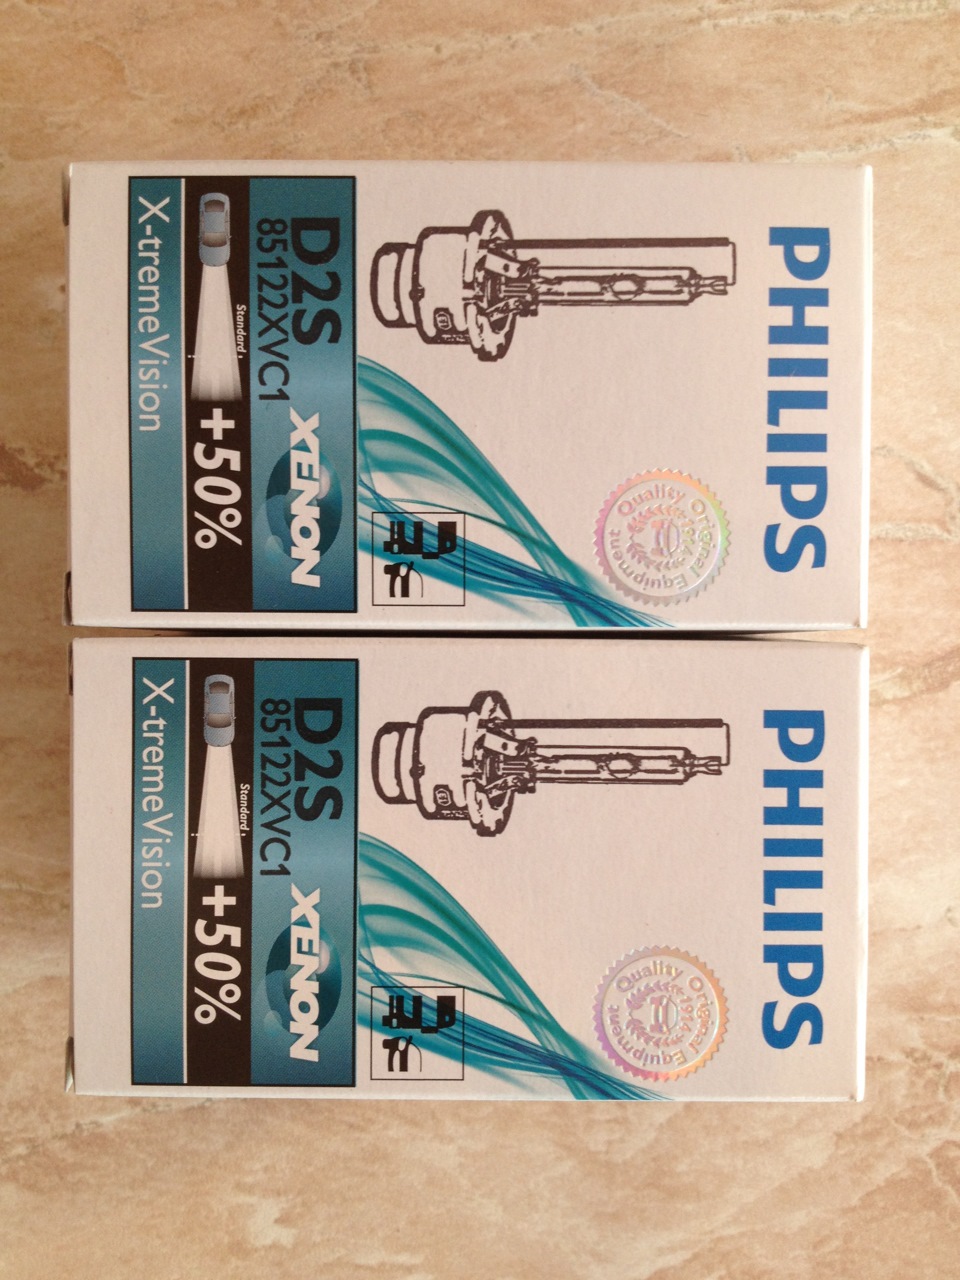 PHILIPS
Quality Original Equipment
D2S
85122XVC1
XENON
Standard
+50%
X-tremeVision
PHILIPS
Quality Original Equipment
1914
D2S
85122XVC1
XENON
Standard
+50%
X-tremeVision